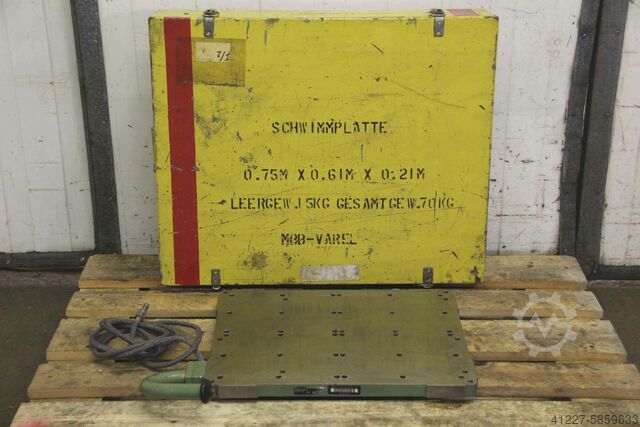 1/2
SCHWIMMPLATTE
0.75M X 0.61M X 0.21M
LEERGEW.15KG GESAMTGEW.70KG
MBB-VAREL
41227-5859633